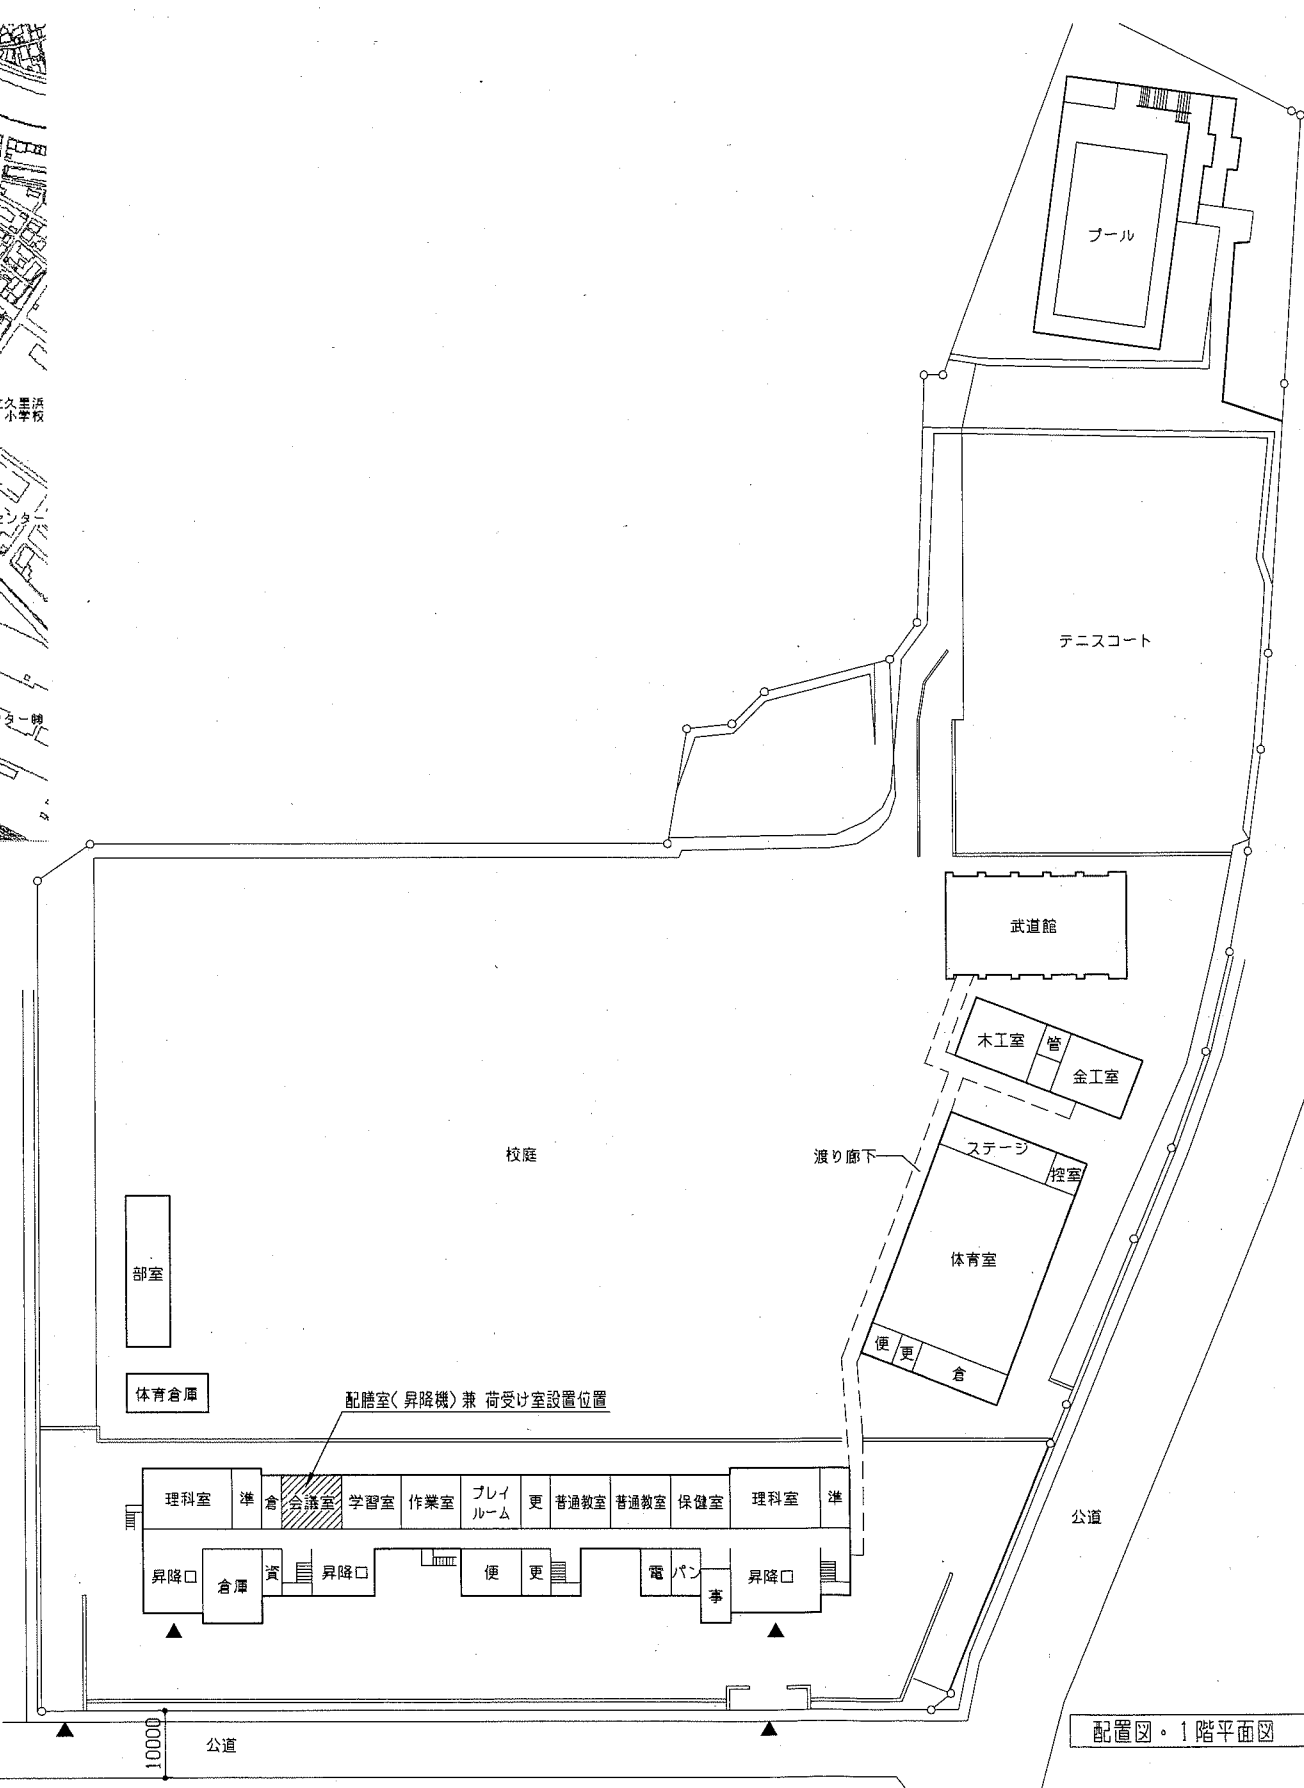 プール
久里浜
小学校
センター
テニスコート
ター㈱
武道館
木工室
管
金工室
ステージ
控室
校庭
渡り廊下
体育室
部室
便
更
倉
体育倉庫
配膳室(昇降機)兼 荷受け室設置位置
理科室
準
倉
会議室
学習室
作業室
プレイ
ルーム
更
普通教室
普通教室
保健室
理科室
準
公道
昇降口
倉庫
資
昇降口
便
更
電
パン
事
昇降口
10000
公道
配置図・1階平面図